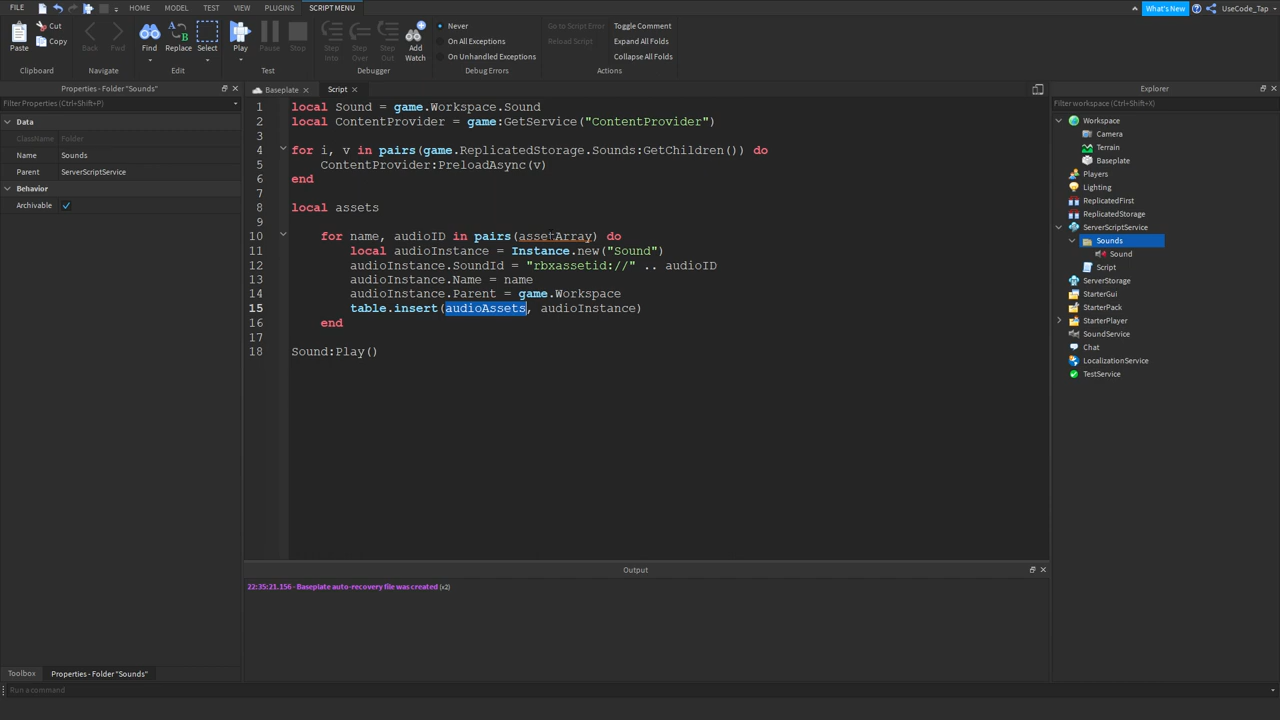 FILE HOME MODEL TEST VIEW PLUGINS SCRIPT MENU What's New UseCode_Tap
Paste Cut Copy
Clipboard
Back Find
Navigate
Find Replace Select
Edit
Play Pause Stop
Test
Step Into Step Over Step Out Add Watch
Debugger
Never
On All Exceptions
On Unhandled Exceptions
Debug Errors
Go to Script Error Toggle Comment
Reload Script Expand All Folds
Collapse All Folds
Actions
Properties - Folder "Sounds"
Filter Properties (Ctrl+Shift+P)
Data
ClassName Folder
Name Sounds
Parent ServerScriptService
Behavior
Archivable
Baseplate × Script ×
1 local Sound = game.Workspace.Sound
2 local ContentProvider = game:GetService("ContentProvider")
3
4 for i, v in pairs(game.ReplicatedStorage.Sounds:GetChildren()) do
5 ContentProvider:PreloadAsync(v)
6 end
7
8 local assets
9
10 for name, audioID in pairs(assetArray) do
11 local audioInstance = Instance.new("Sound")
12 audioInstance.SoundId = "rbxassetid://" .. audioID
13 audioInstance.Name = name
14 audioInstance.Parent = game.Workspace
15 table.insert(audioAssets, audioInstance)
16 end
17
18 Sound:Play()
Explorer
Filter workspace (Ctrl+Shift+X)
Workspace
Camera
Terrain
Baseplate
Players
Lighting
ReplicatedFirst
ReplicatedStorage
ServerScriptService
Sounds
Sound
Script
ServerStorage
StarterGui
StarterPack
StarterPlayer
SoundService
Chat
LocalizationService
TestService
Output
22:35:21.156 - Baseplate auto-recovery file was created (x2)
Toolbox Properties - Folder "Sounds"
Run a command